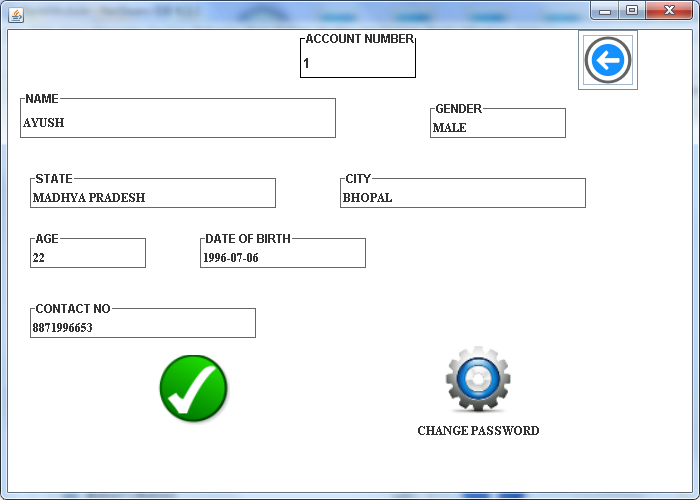 ACCOUNT NUMBER
1
NAME
AYUSH
GENDER
MALE
STATE
MADHYA PRADESH
CITY
BHOPAL
AGE
22
DATE OF BIRTH
1996-07-06
CONTACT NO
8871996653
CHANGE PASSWORD